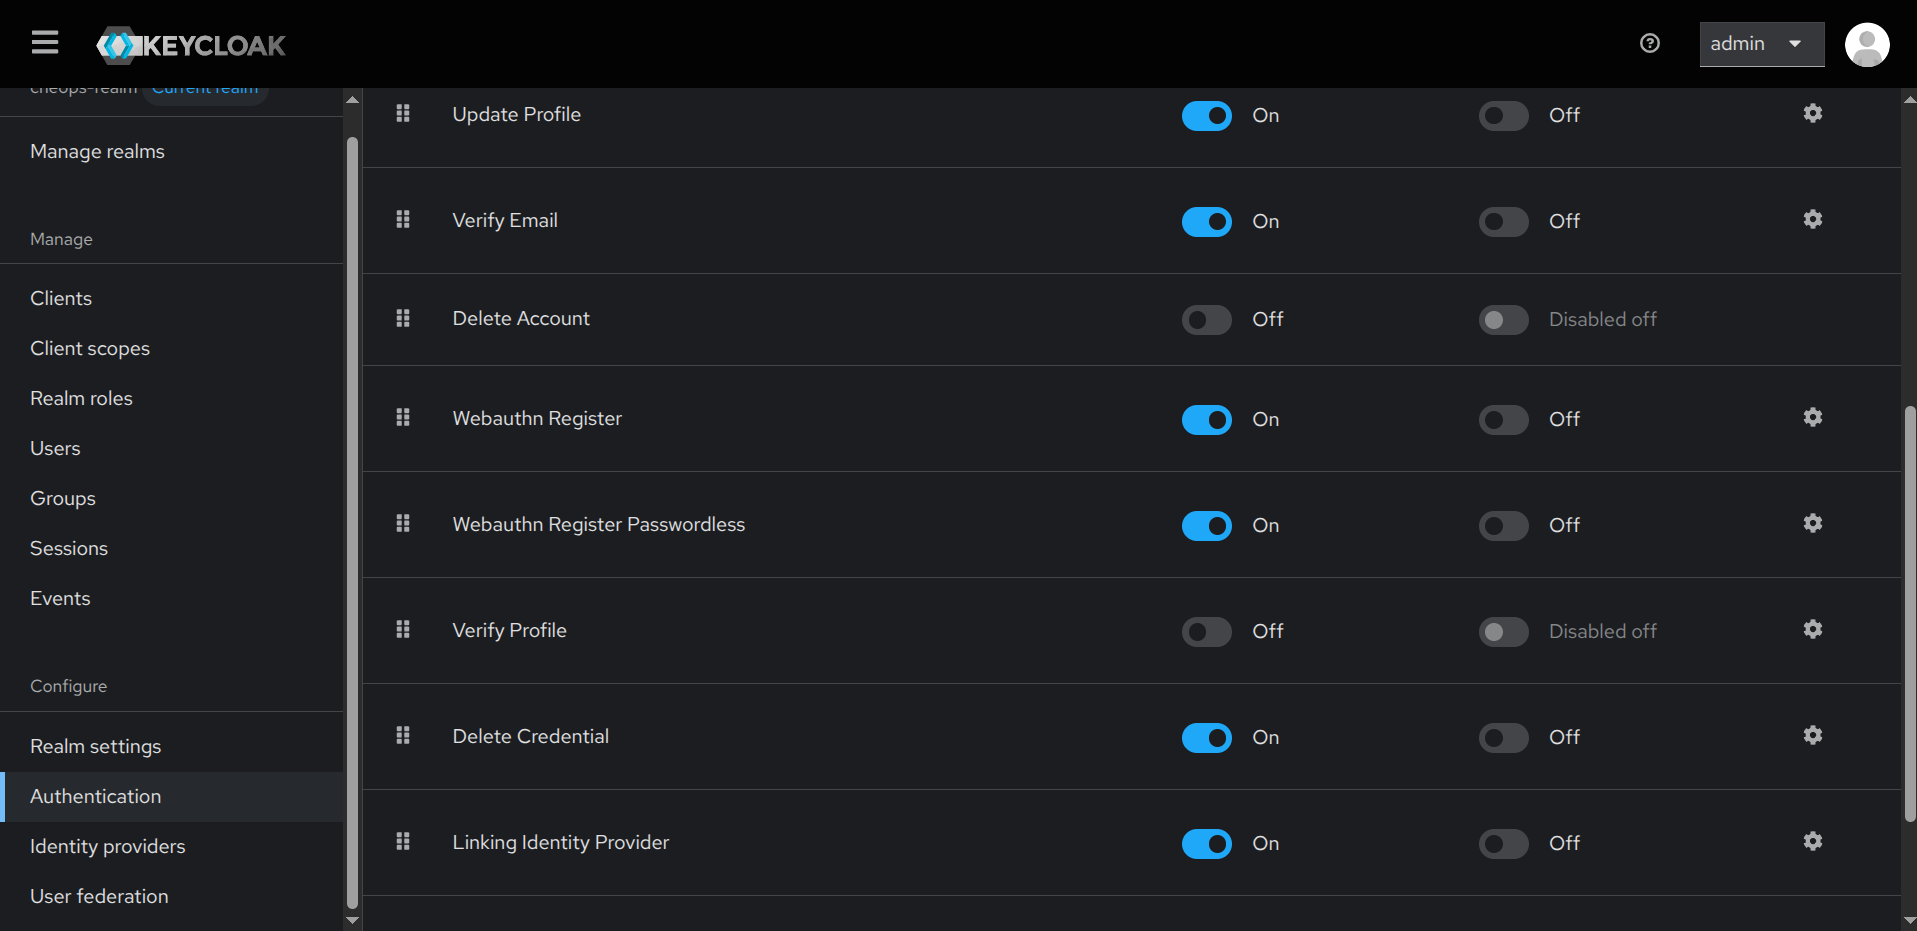 KEYCLOAK
admin
cheops-realm Current realm
Manage realms
Manage
Clients
Client scopes
Realm roles
Users
Groups
Sessions
Events
Configure
Realm settings
Authentication
Identity providers
User federation
Update Profile On Off
Verify Email On Off
Delete Account Off Disabled off
Webauthn Register On Off
Webauthn Register Passwordless On Off
Verify Profile Off Disabled off
Delete Credential On Off
Linking Identity Provider On Off